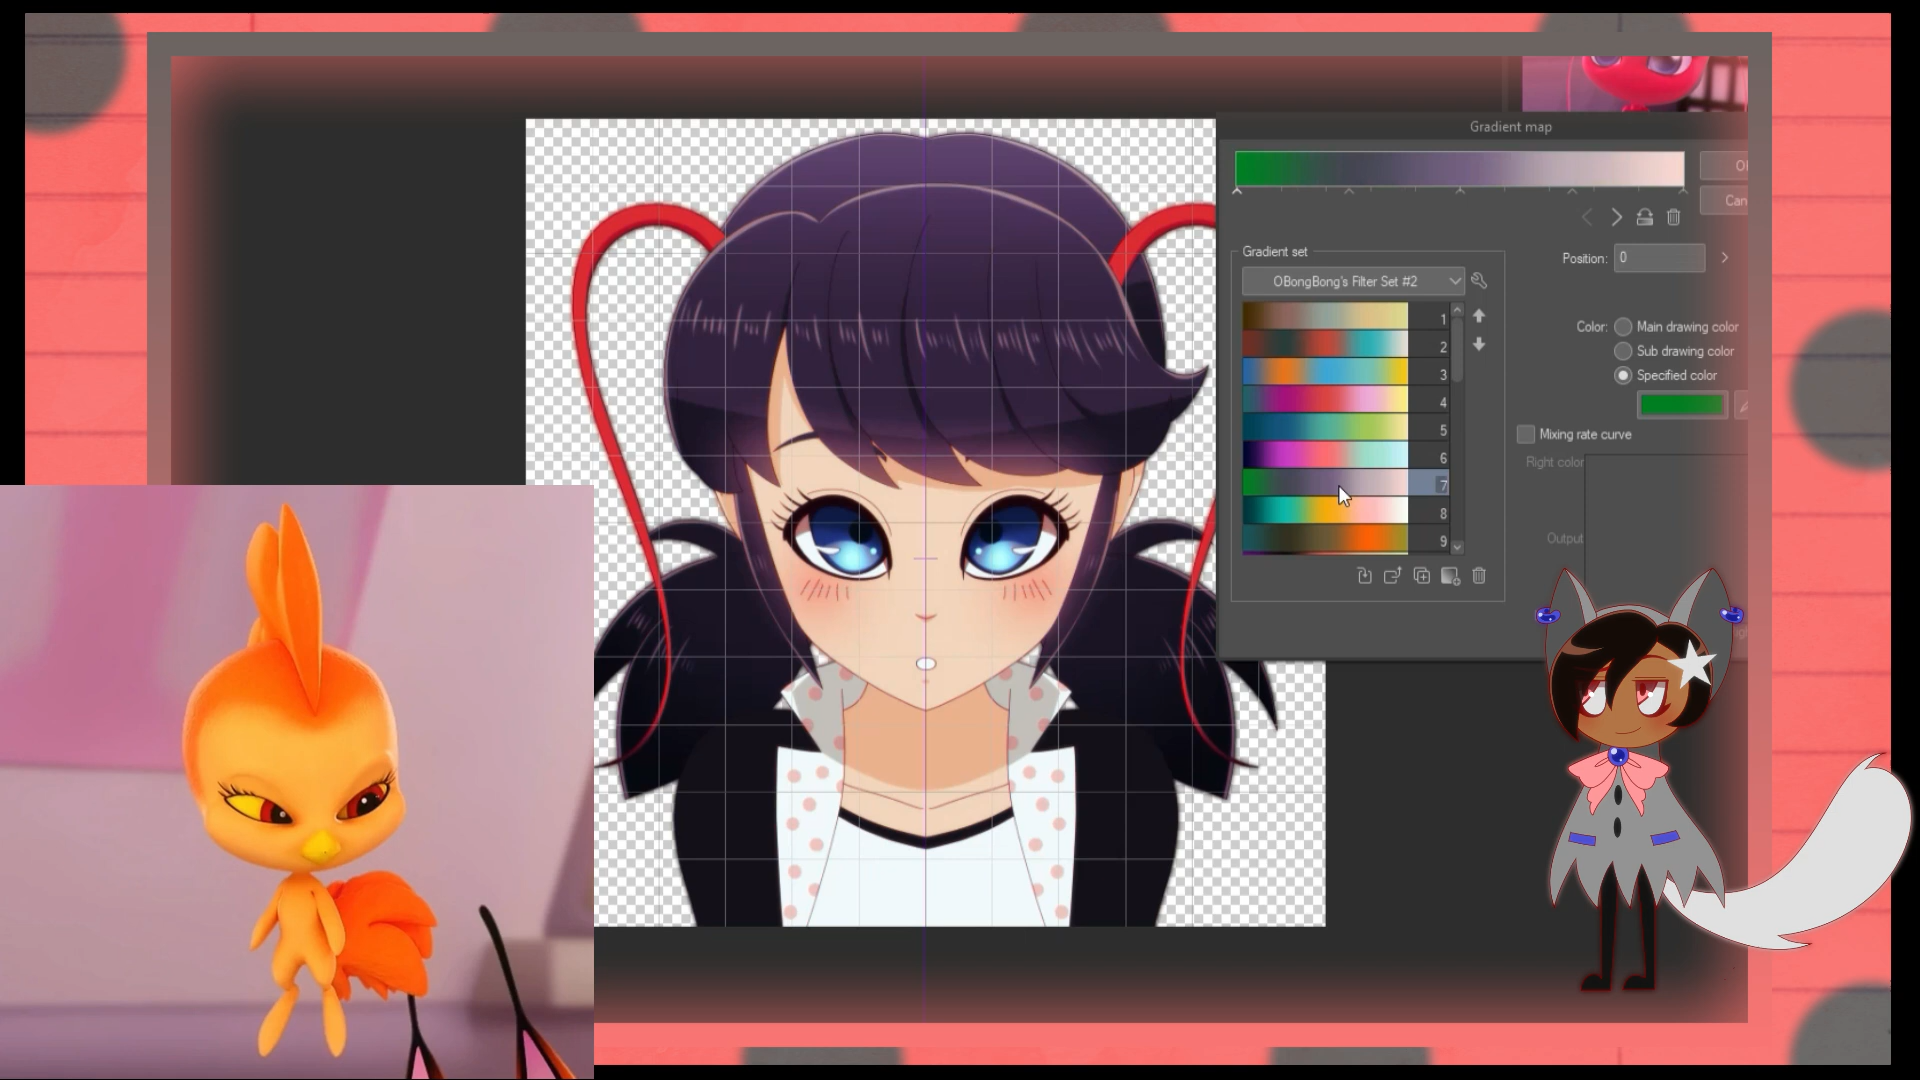 Gradient map
Position: 0
Gradient set
OBongBong's Filter Set #2
1
2
3
4
5
6
7
8
9
Color:
Main drawing color
Sub drawing color
Specified color
Mixing rate curve
Right color
Output